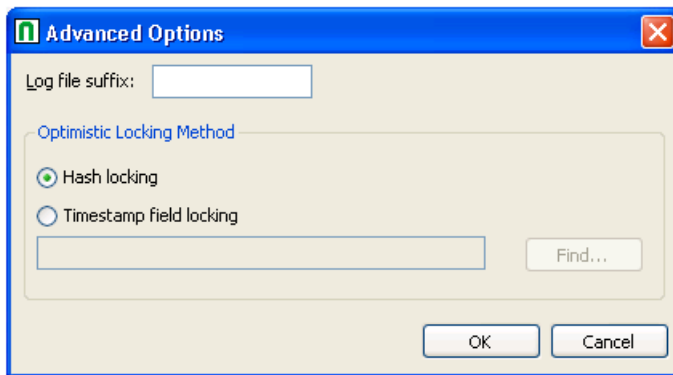 Advanced Options
Log file suffix:
Optimistic Locking Method
Hash locking
Timestamp field locking
Find...
OK Cancel